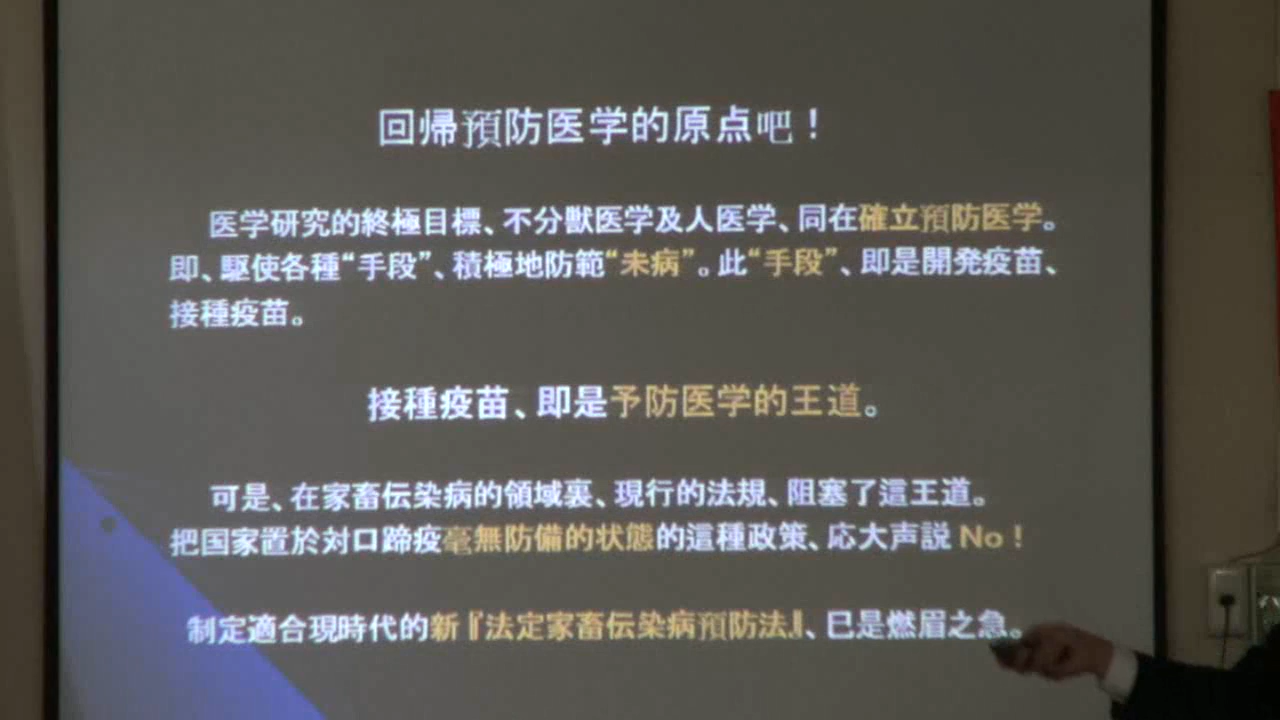 回帰預防医学的原点吧！
医学研究的終極目標、不分獣医学及人医学、同在確立預防医学。
即、駆使各種“手段”、積極地防範“未病”。此“手段”、即是開発疫苗、
接種疫苗。
接種疫苗、即是予防医学的王道。
可是、在家畜伝染病的領域裏、現行的法規、阻塞了這王道。
把国家置於対口蹄疫毫無防備的状態的這種政策、応大声説 No！
制定適合現時代的新『法定家畜伝染病預防法』、巳是燃眉之急。